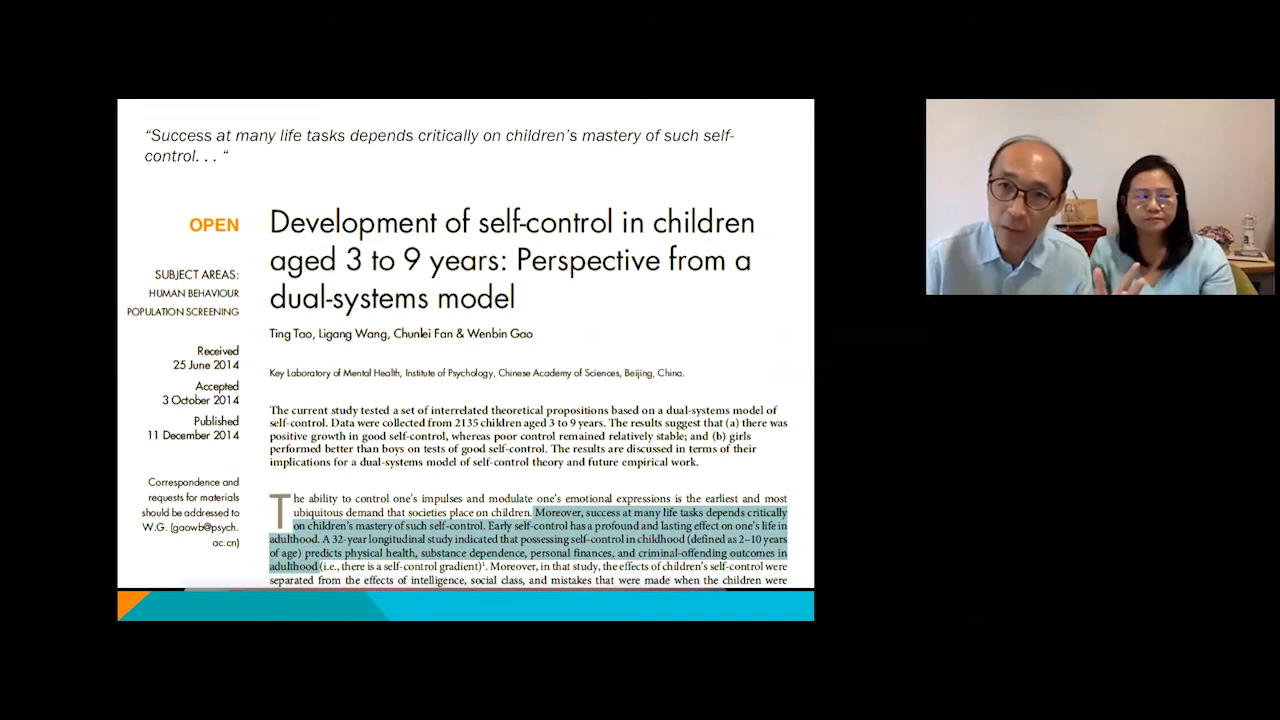 “Success at many life tasks depends critically on children’s mastery of such self-
control. . . “
OPEN
SUBJECT AREAS:
HUMAN BEHAVIOUR
POPULATION SCREENING
Received
25 June 2014
Accepted
3 October 2014
Published
11 December 2014
Correspondence and
requests for materials
should be addressed to
W.G. (gaowb@psych.
ac.cn)
Development of self-control in children
aged 3 to 9 years: Perspective from a
dual-systems model
Ting Tao, Ligang Wang, Chunlei Fan & Wenbin Gao
Key Laboratory of Mental Health, Institute of Psychology, Chinese Academy of Sciences, Beijing, China.
The current study tested a set of interrelated theoretical propositions based on a dual-systems model of
self-control. Data were collected from 2135 children aged 3 to 9 years. The results suggest that (a) there was
positive growth in good self-control, whereas poor control remained relatively stable; and (b) girls
performed better than boys on tests of good self-control. The results are discussed in terms of their
implications for a dual-systems model of self-control theory and future empirical work.
The ability to control one’s impulses and modulate one’s emotional expressions is the earliest and most
ubiquitous demand that societies place on children. Moreover, success at many life tasks depends critically
on children’s mastery of such self-control. Early self-control has a profound and lasting effect on one’s life in
adulthood. A 32-year longitudinal study indicated that possessing self-control in childhood (defined as 2–10 years
of age) predicts physical health, substance dependence, personal finances, and criminal-offending outcomes in
adulthood (i.e., there is a self-control gradient)¹. Moreover, in that study, the effects of children’s self-control were
separated from the effects of intelligence, social class, and mistakes that were made when the children were